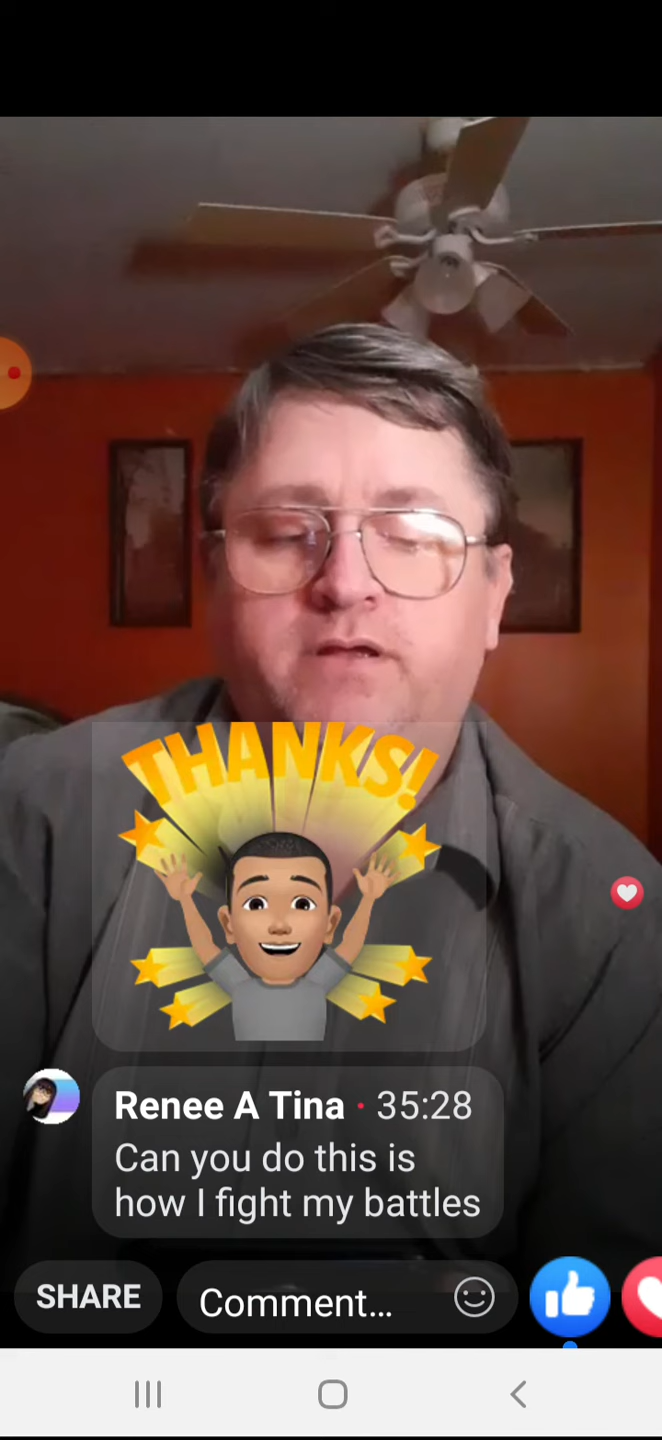 THANKS!
Renee A Tina · 35:28
Can you do this is
how I fight my battles
SHARE
Comment...